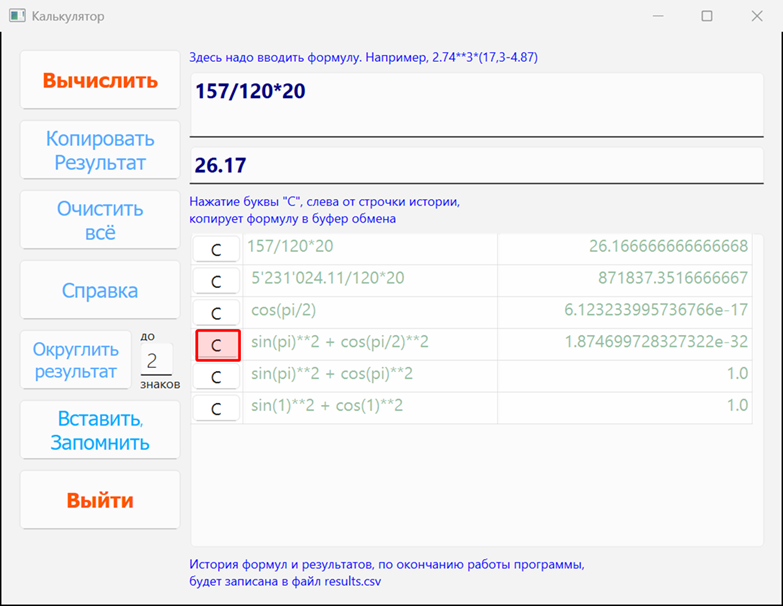 Калькулятор
Вычислить
Копировать
Результат
Очистить
всё
Справка
Округлить
результат
до
2
знаков
Вставить,
Запомнить
Выйти
Здесь надо вводить формулу. Например, 2.74**3*(17,3-4.87)
157/120*20
26.17
Нажатие буквы "С", слева от строчки истории,
копирует формулу в буфер обмена
C 157/120*20 26.166666666666668
C 5'231'024.11/120*20 871837.3516666667
C cos(pi/2) 6.123233995736766e-17
C sin(pi)**2 + cos(pi/2)**2 1.874699728327322e-32
C sin(pi)**2 + cos(pi)**2 1.0
C sin(1)**2 + cos(1)**2 1.0
История формул и результатов, по окончанию работы программы,
будет записана в файл results.csv